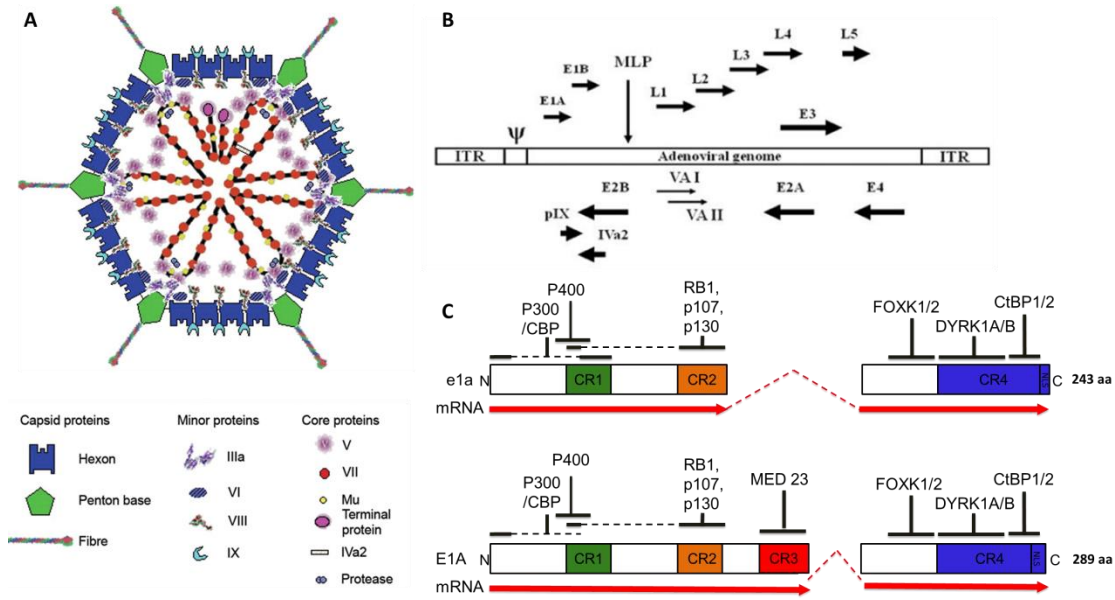 A
Capsid proteins
Hexon
Penton base
Fibre
Minor proteins
IIIa
VI
VIII
IX
Core proteins
V
VII
Mu
Terminal
protein
IVa2
Protease
B
L4
L5
L3
E1B
MLP
L2
E1A
L1
E3
Ψ
ITR
Adenoviral genome
ITR
VA I
E2B
E2A
E4
VA II
pIX
IVa2
C
P400
P300
/CBP
RB1,
p107,
p130
FOXK1/2
CtBP1/2
DYRK1A/B
e1a N
CR1
CR2
CR4
NLS
C
243 aa
mRNA
P400
P300
/CBP
RB1,
p107,
p130
MED 23
FOXK1/2
CtBP1/2
DYRK1A/B
E1A N
CR1
CR2
CR3
CR4
NLS
C
289 aa
mRNA